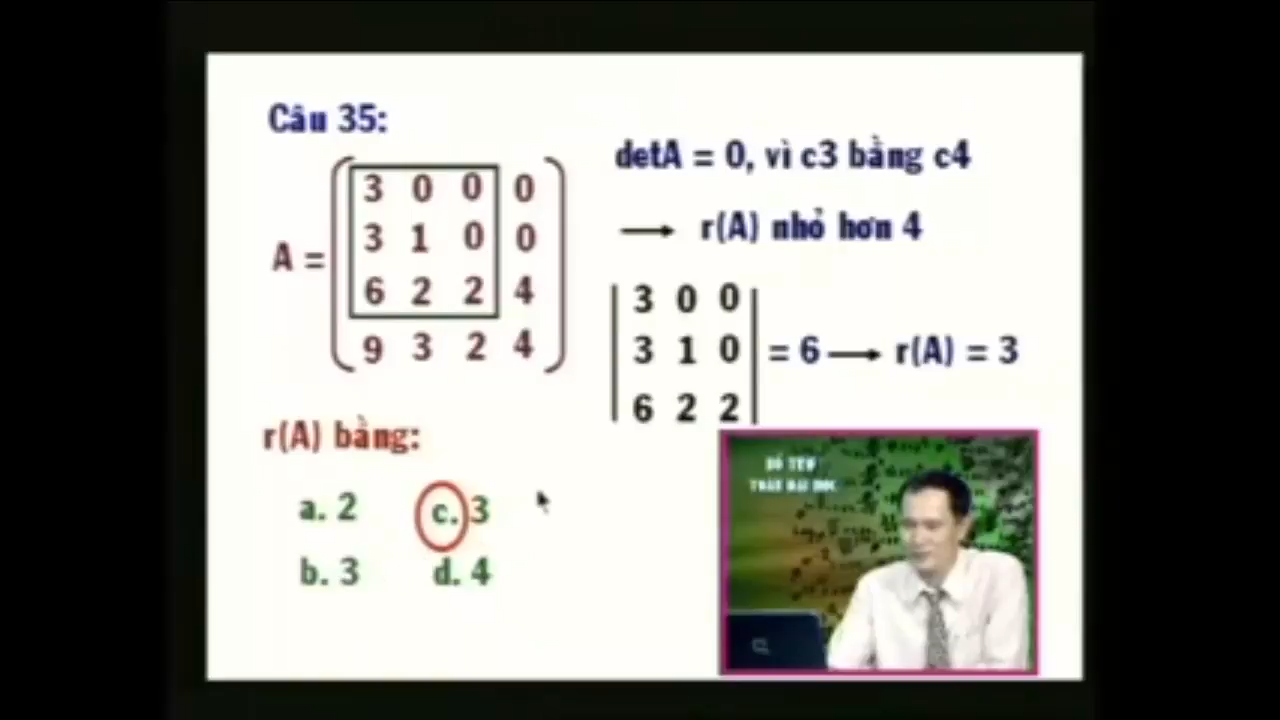 Câu 35:
A =
3 0 0 0
3 1 0 0
6 2 2 4
9 3 2 4
detA = 0, vì c3 bằng c4
→ r(A) nhỏ hơn 4
3 0 0
3 1 0
6 2 2
= 6 → r(A) = 3
r(A) bằng:
a. 2
c. 3
b. 3
d. 4